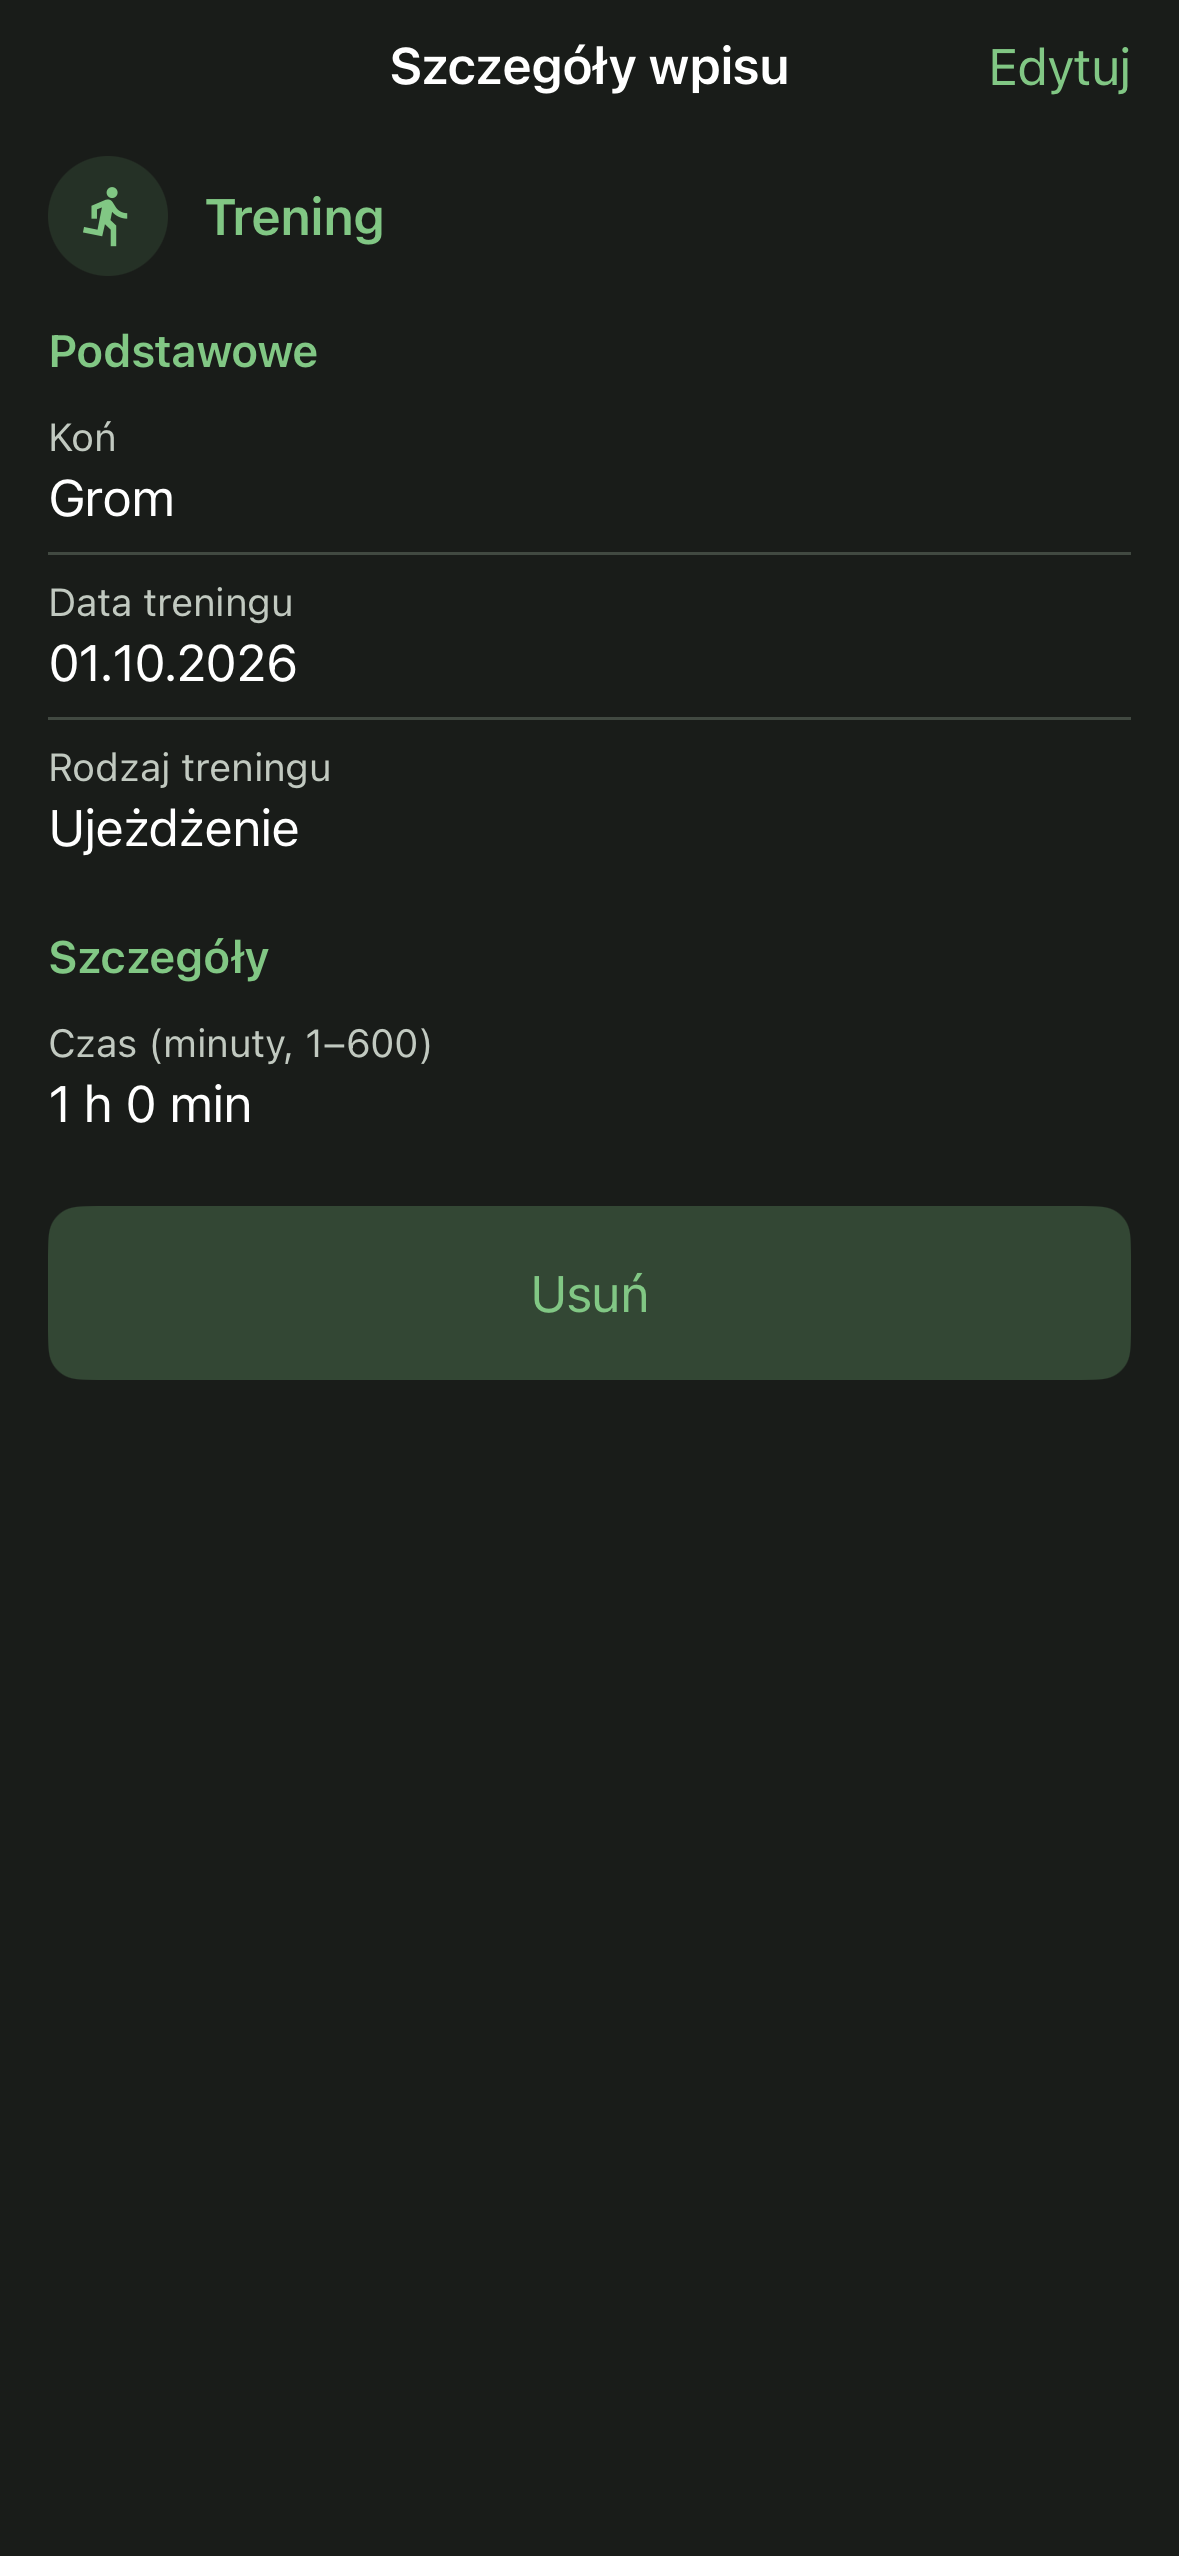 Szczegóły wpisu
Edytuj
Trening
Podstawowe
Koń
Grom
Data treningu
01.10.2026
Rodzaj treningu
Ujeżdżenie
Szczegóły
Czas (minuty, 1–600)
1 h 0 min
Usuń